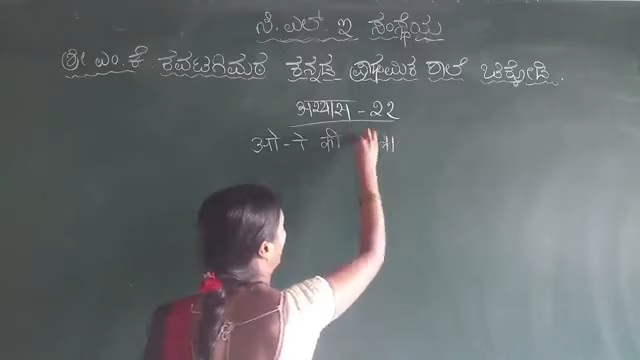 ಸಿ. ಎಲ್. ಇ ಸಂಸ್ಥೆಯ
ಶ್ರೀ ಎಂ. ಕೆ. ಕವಟಗಿಮಠ ಕನ್ನಡ ಪ್ರಾಥಮಿಕ ಶಾಲೆ ಚಿಕ್ಕೋಡಿ.
अभ्यास - 22
ओ - ो की